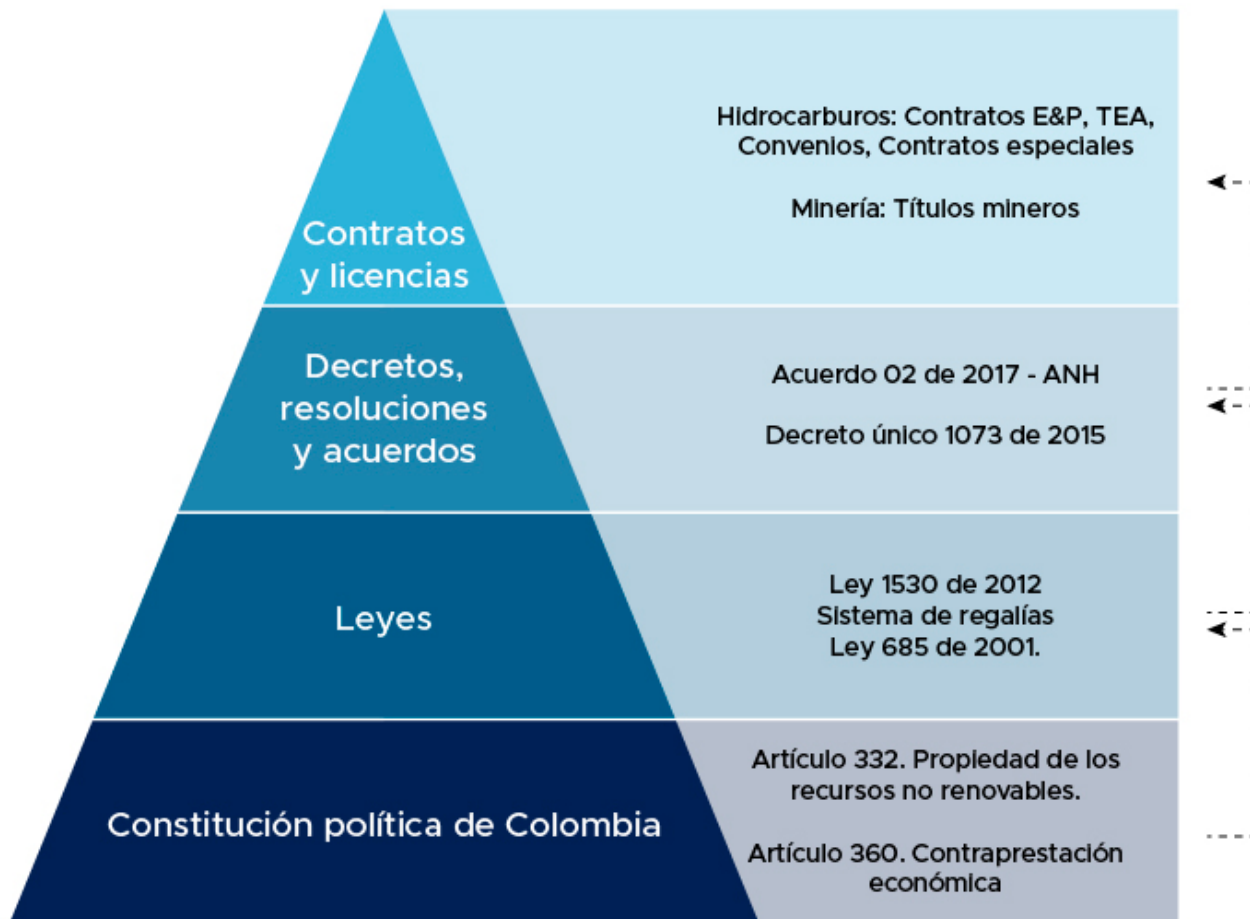 Contratos
y licencias
Hidrocarburos: Contratos E&P, TEA,
Convenios, Contratos especiales
Minería: Títulos mineros
Decretos,
resoluciones
y acuerdos
Acuerdo 02 de 2017 - ANH
Decreto único 1073 de 2015
Leyes
Ley 1530 de 2012
Sistema de regalías
Ley 685 de 2001.
Constitución política de Colombia
Artículo 332. Propiedad de los
recursos no renovables.
Artículo 360. Contraprestación
económica